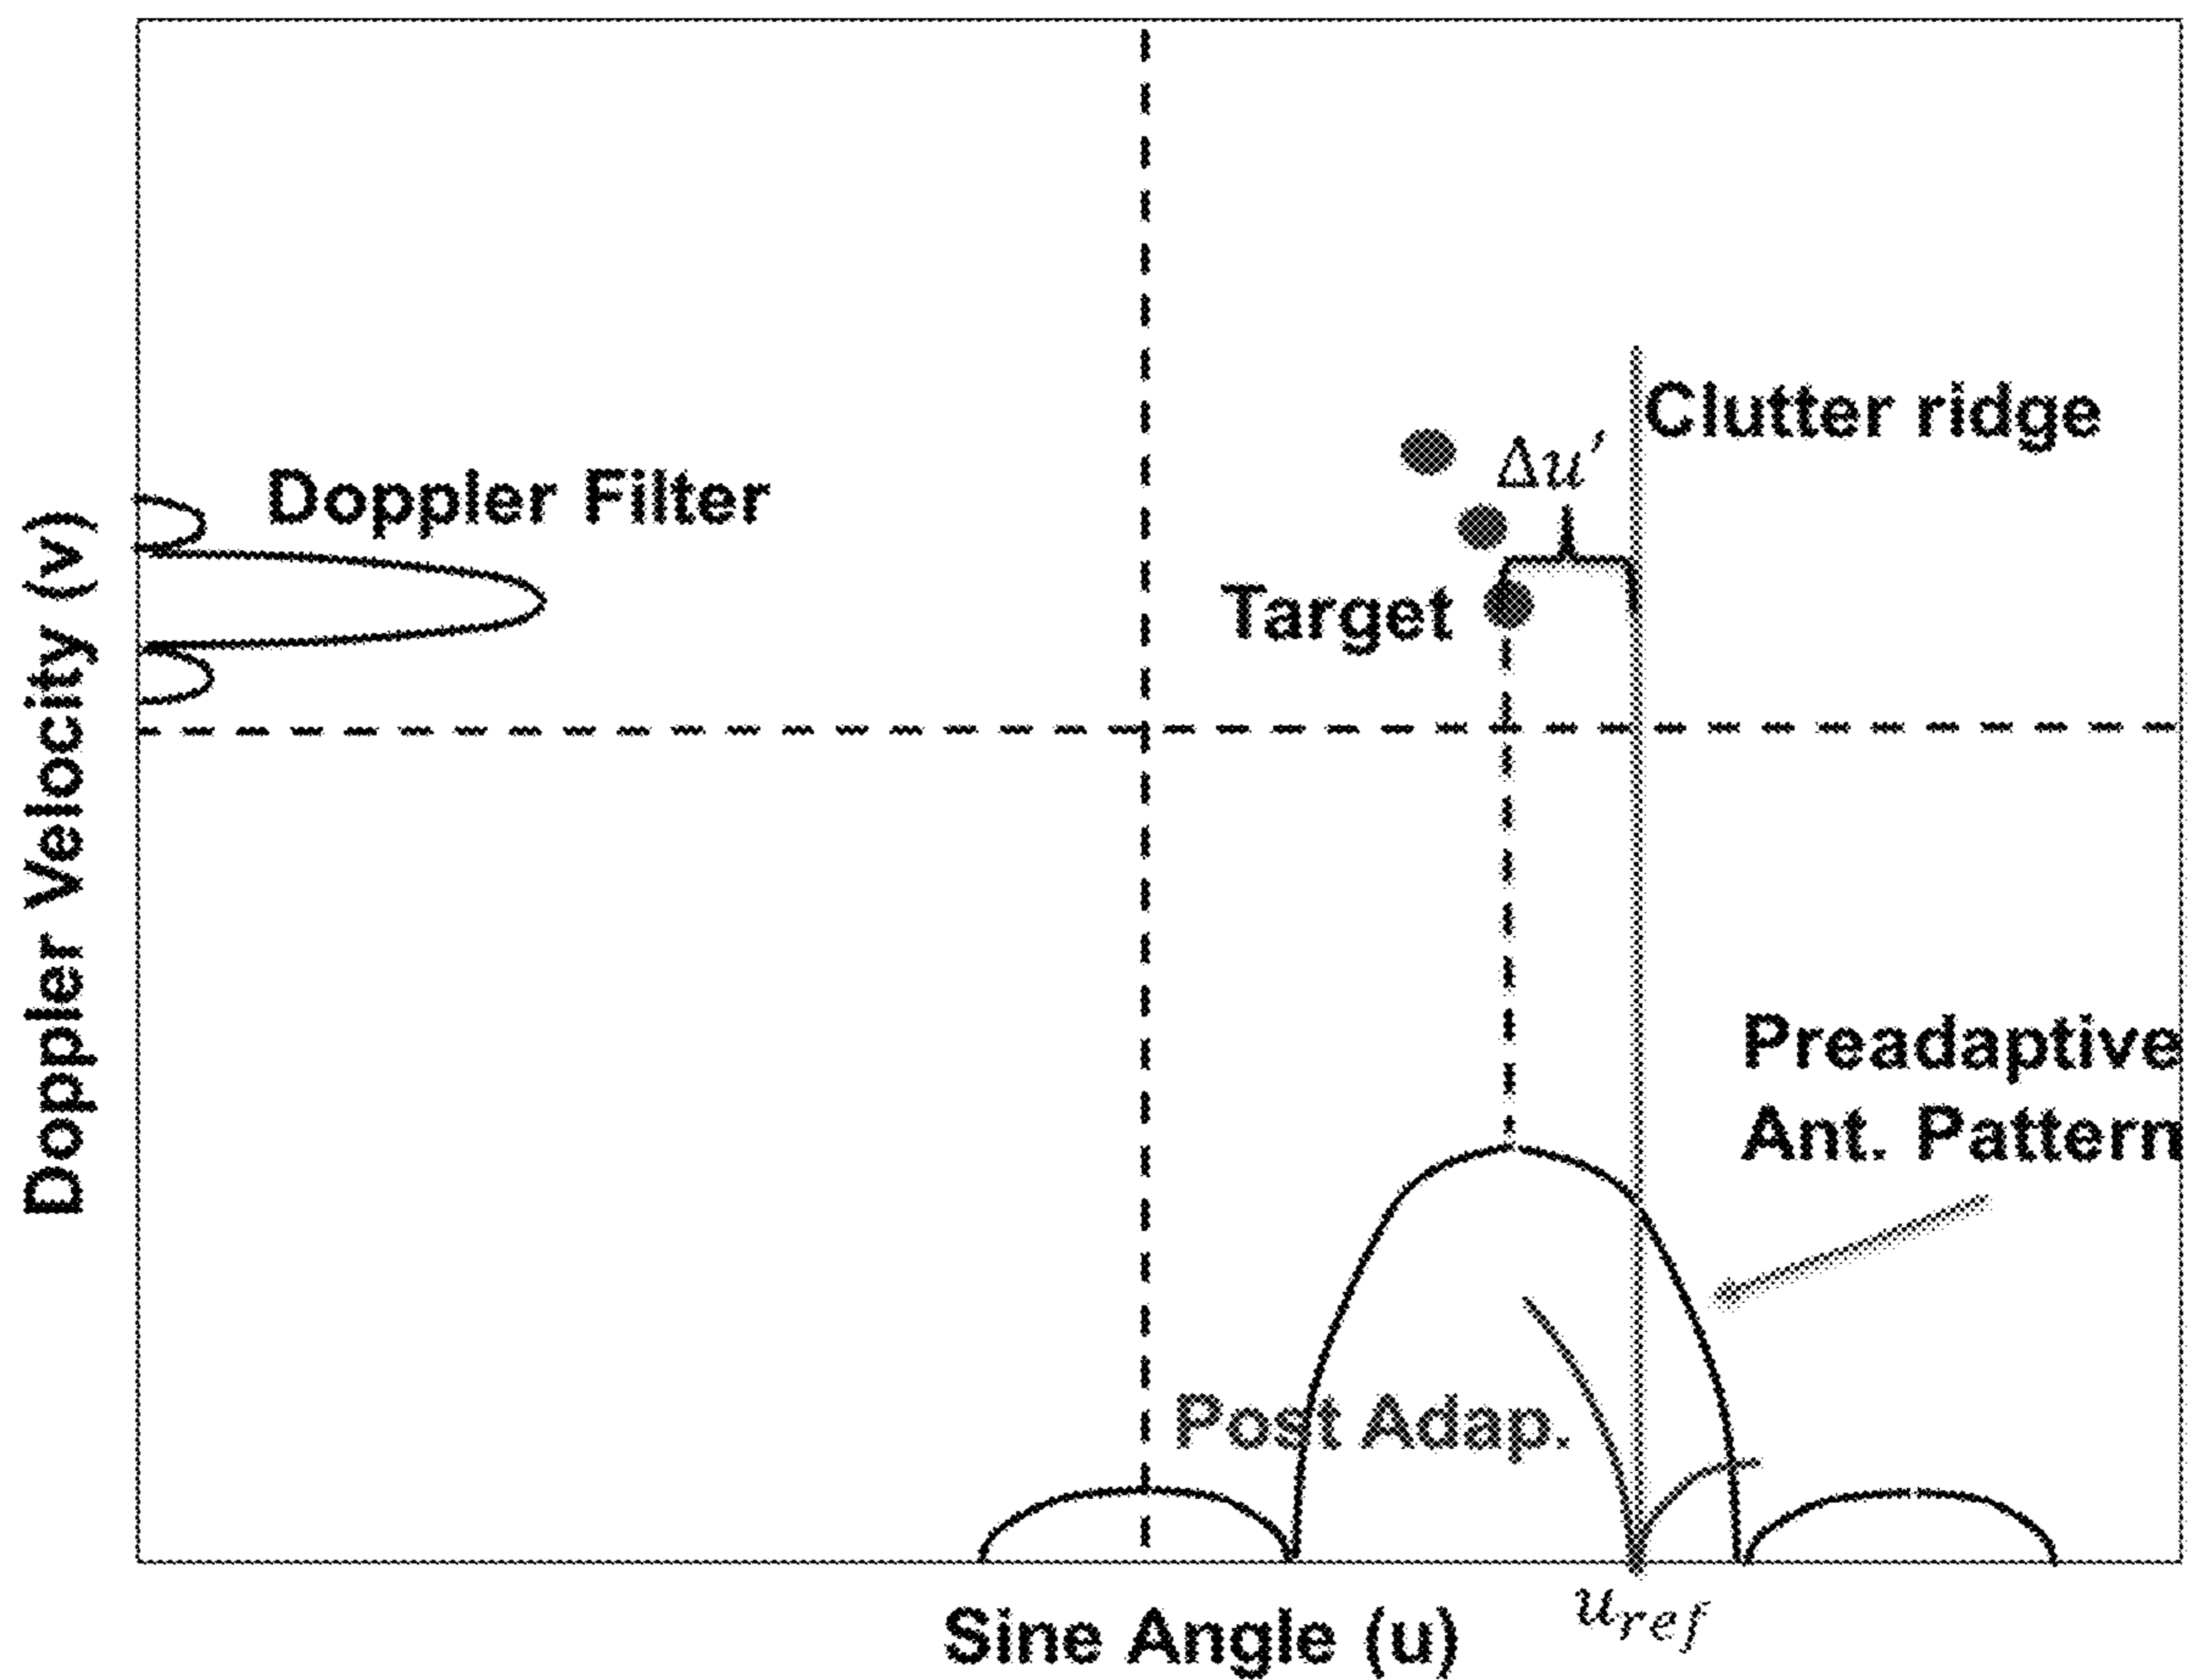 Clutter ridge
Δu′
Doppler Filter
Target
Doppler Velocity (v)
Preadaptive
Ant. Pattern
Post Adap.
u_ref
Sine Angle (u)